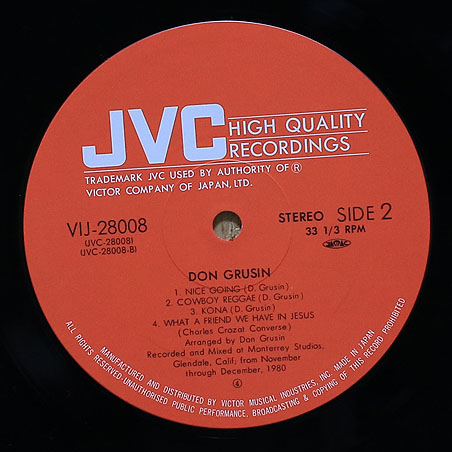 JVC
HIGH QUALITY
RECORDINGS
TRADEMARK JVC USED BY AUTHORITY OF Ⓡ
VICTOR COMPANY OF JAPAN, LTD.
VIJ-28008
(JVC-28008)
(JVC-28008-B)
STEREO SIDE 2
33 1/3 RPM
JASRAC
DON GRUSIN
1. NICE GOING (D. Grusin)
2. COWBOY REGGAE (D. Grusin)
3. KONA (D. Grusin)
4. WHAT A FRIEND WE HAVE IN JESUS
(Charles Crozat Converse)
Arranged by Don Grusin
Recorded and Mixed at Monterrey Studios,
Glendale, Calif; from November
through December, 1980
④
MANUFACTURED AND DISTRIBUTED BY VICTOR MUSICAL INDUSTRIES, INC. MADE IN JAPAN
ALL RIGHTS RESERVED UNAUTHORISED PUBLIC PERFORMANCE, BROADCASTING & COPYING OF THIS RECORD PROHIBITED